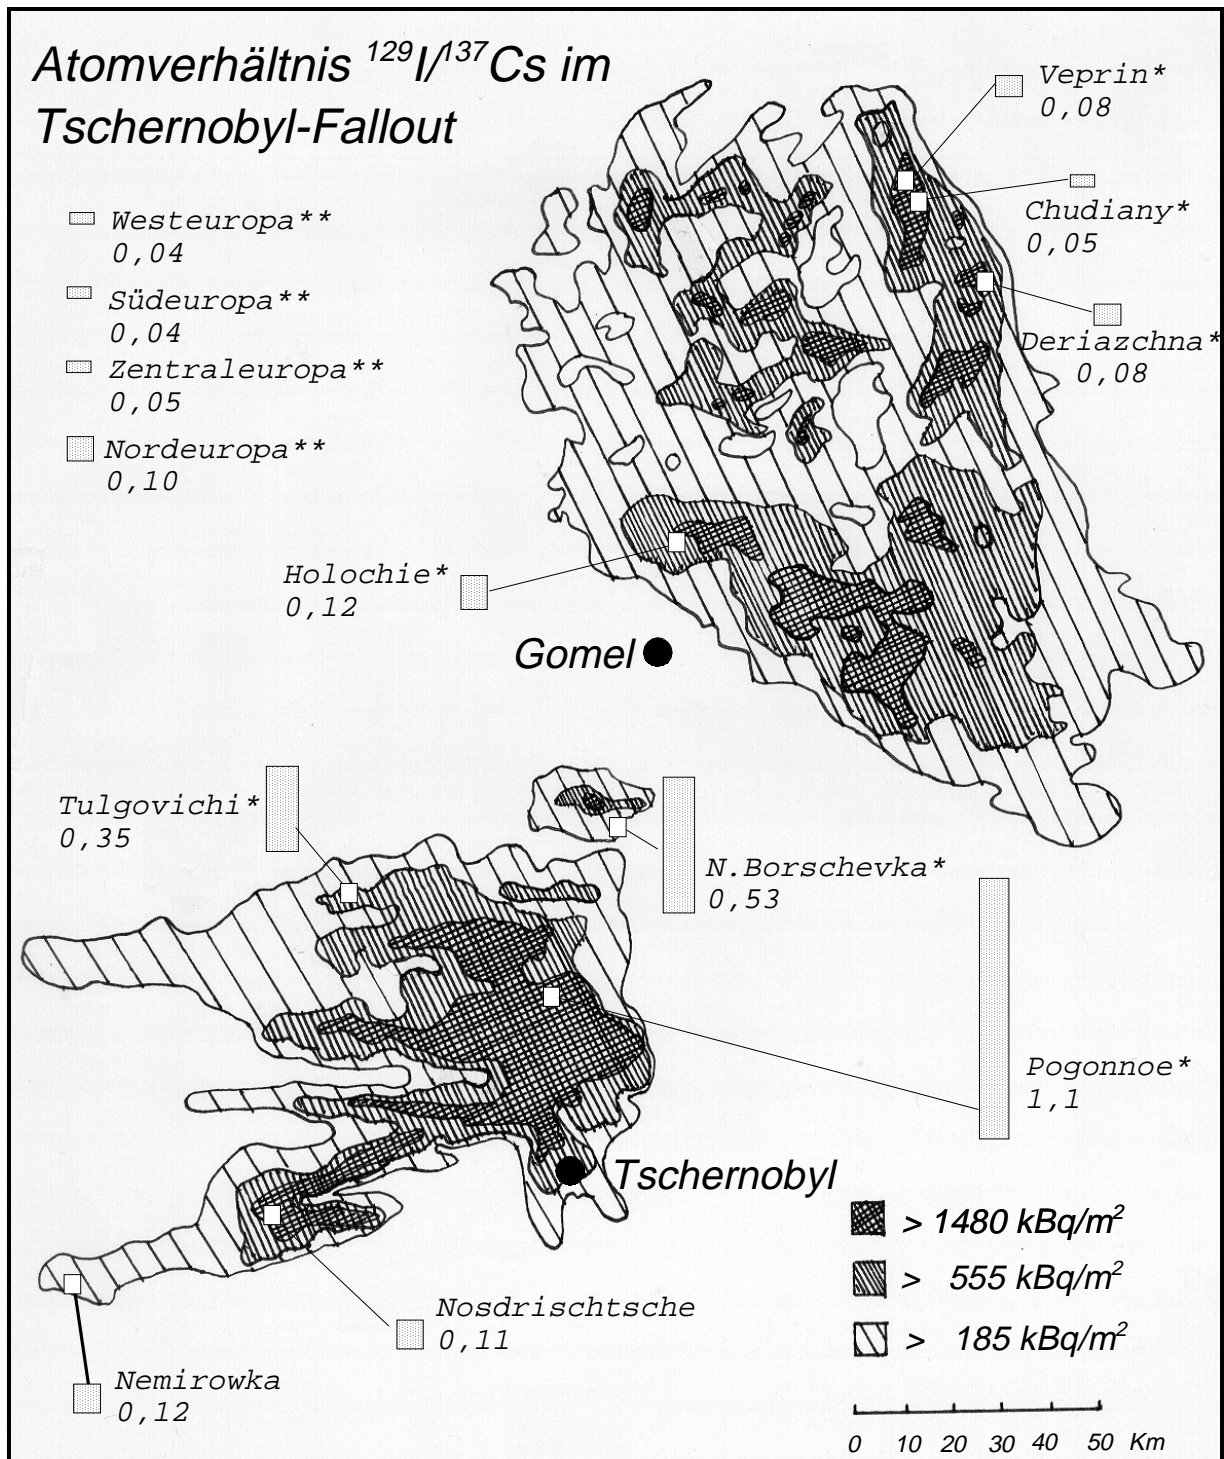 Atomverhältnis ¹²⁹I/¹³⁷Cs im
Tschernobyl-Fallout
Westeuropa**
0,04
Südeuropa**
0,04
Zentraleuropa**
0,05
Nordeuropa**
0,10
Veprin*
0,08
Chudiany*
0,05
Deriazchna*
0,08
Holochie*
0,12
Gomel
Tulgovichi*
0,35
N.Borschevka*
0,53
Pogonnoe*
1,1
Tschernobyl
Nosdrischtsche
0,11
Nemirowka
0,12
> 1480 kBq/m²
> 555 kBq/m²
> 185 kBq/m²
0 10 20 30 40 50 Km